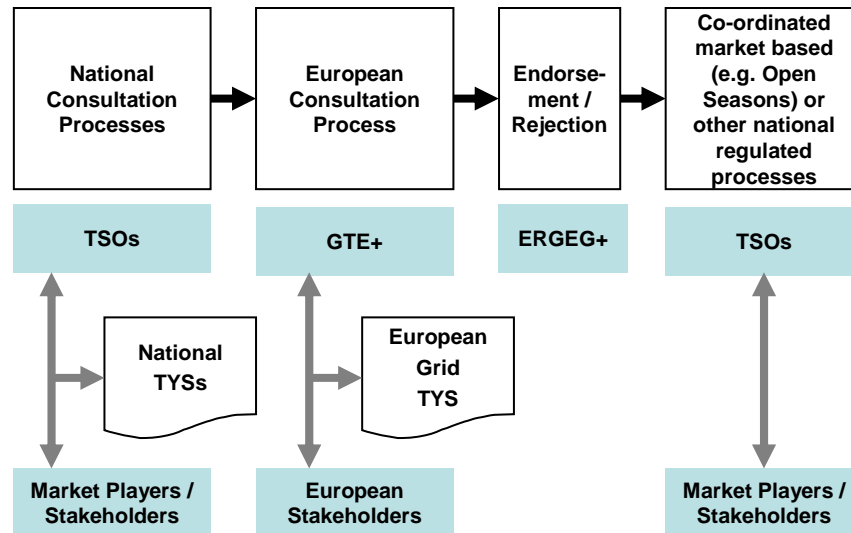 National
Consultation
Processes
European
Consultation
Process
Endorse-
ment /
Rejection
Co-ordinated
market based
(e.g. Open
Seasons) or
other national
regulated
processes
TSOs
GTE+
ERGEG+
TSOs
National
TYSs
European
Grid
TYS
Market Players /
Stakeholders
European
Stakeholders
Market Players /
Stakeholders